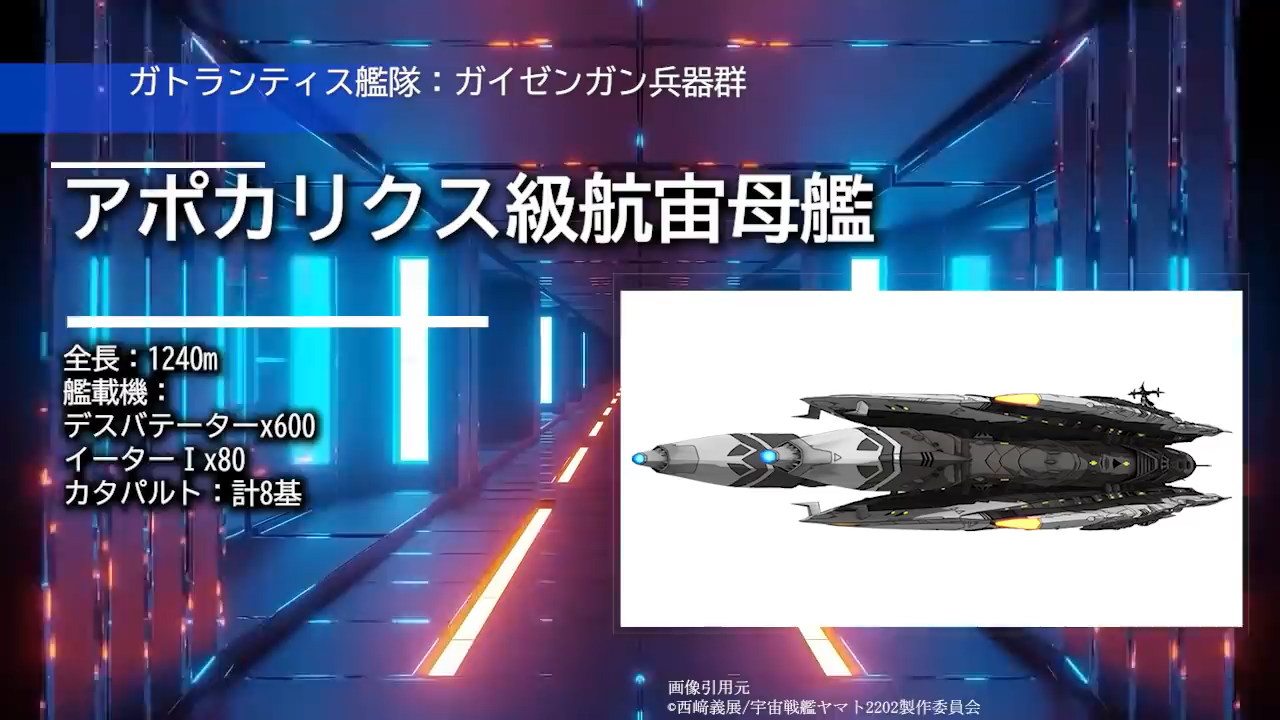 ガトランティス艦隊：ガイゼンガン兵器群
アポカリクス級航宙母艦
全長：1240m
艦載機：
デスバテーターx600
イーターⅠx80
カタパルト：計8基
画像引用元
©西﨑義展/宇宙戦艦ヤマト2202製作委員会